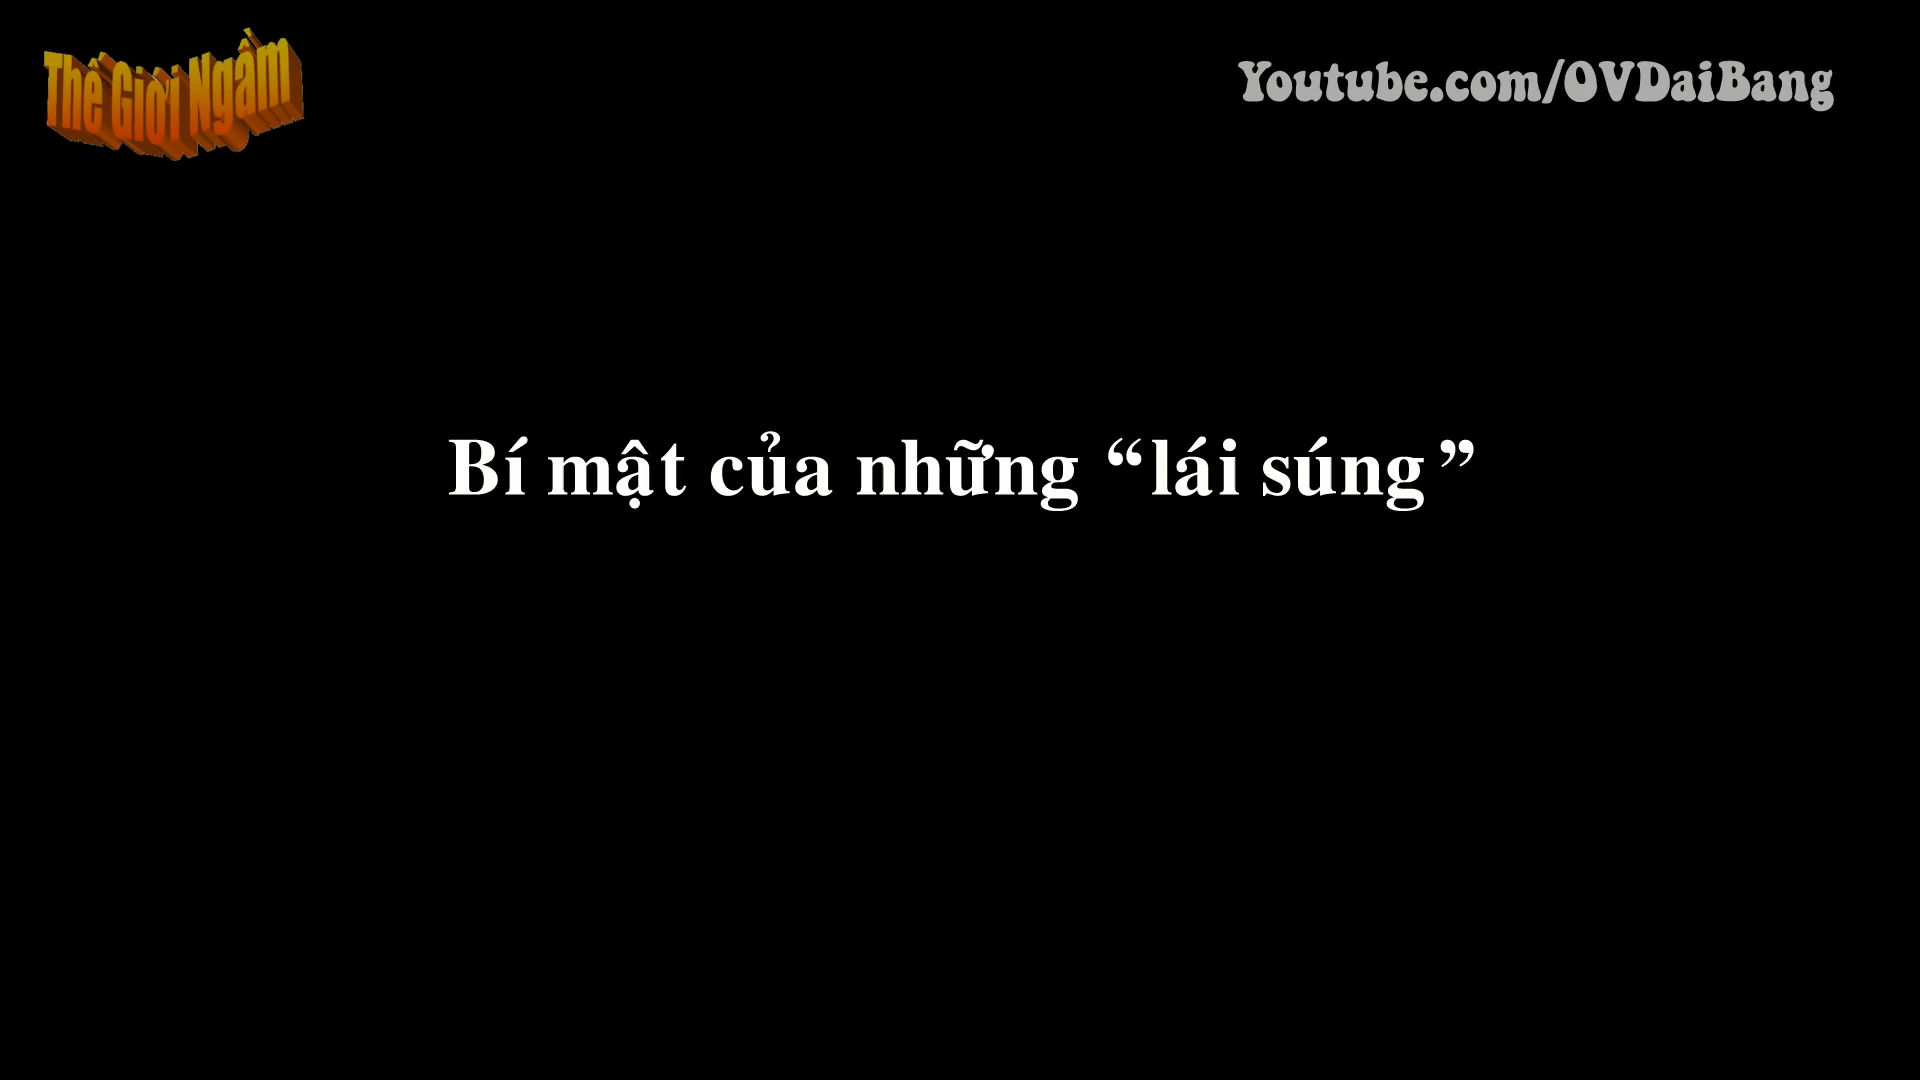 Thế Giới Ngầm
Youtube.com/OVDaiBang
Bí mật của những “lái súng”